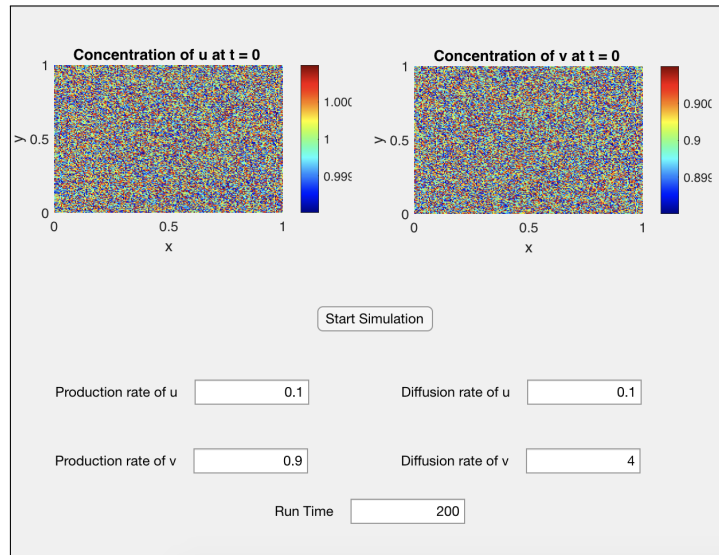 Concentration of u at t = 0
Concentration of v at t = 0
1
0.5
0
y
0
0.5
1
x
1
0.999
1
0.5
0
y
0
0.5
1
x
0.900
0.9
0.899
Start Simulation
Production rate of u 0.1
Diffusion rate of u 0.1
Production rate of v 0.9
Diffusion rate of v 4
Run Time 200